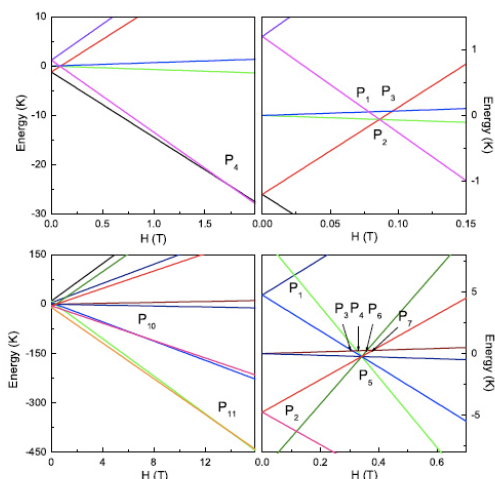 10
0
-10
-20
-30
Energy (K)
0.0
0.5
1.0
1.5
H (T)
P4
1
0
-1
Energy (K)
0.00
0.05
0.10
0.15
H (T)
P1
P3
P2
150
0
-150
-300
-450
Energy (K)
0
4
8
12
H (T)
P10
P11
5
0
-5
Energy (K)
0.0
0.2
0.4
0.6
H (T)
P1
P3 P4 P6
P7
P5
P2